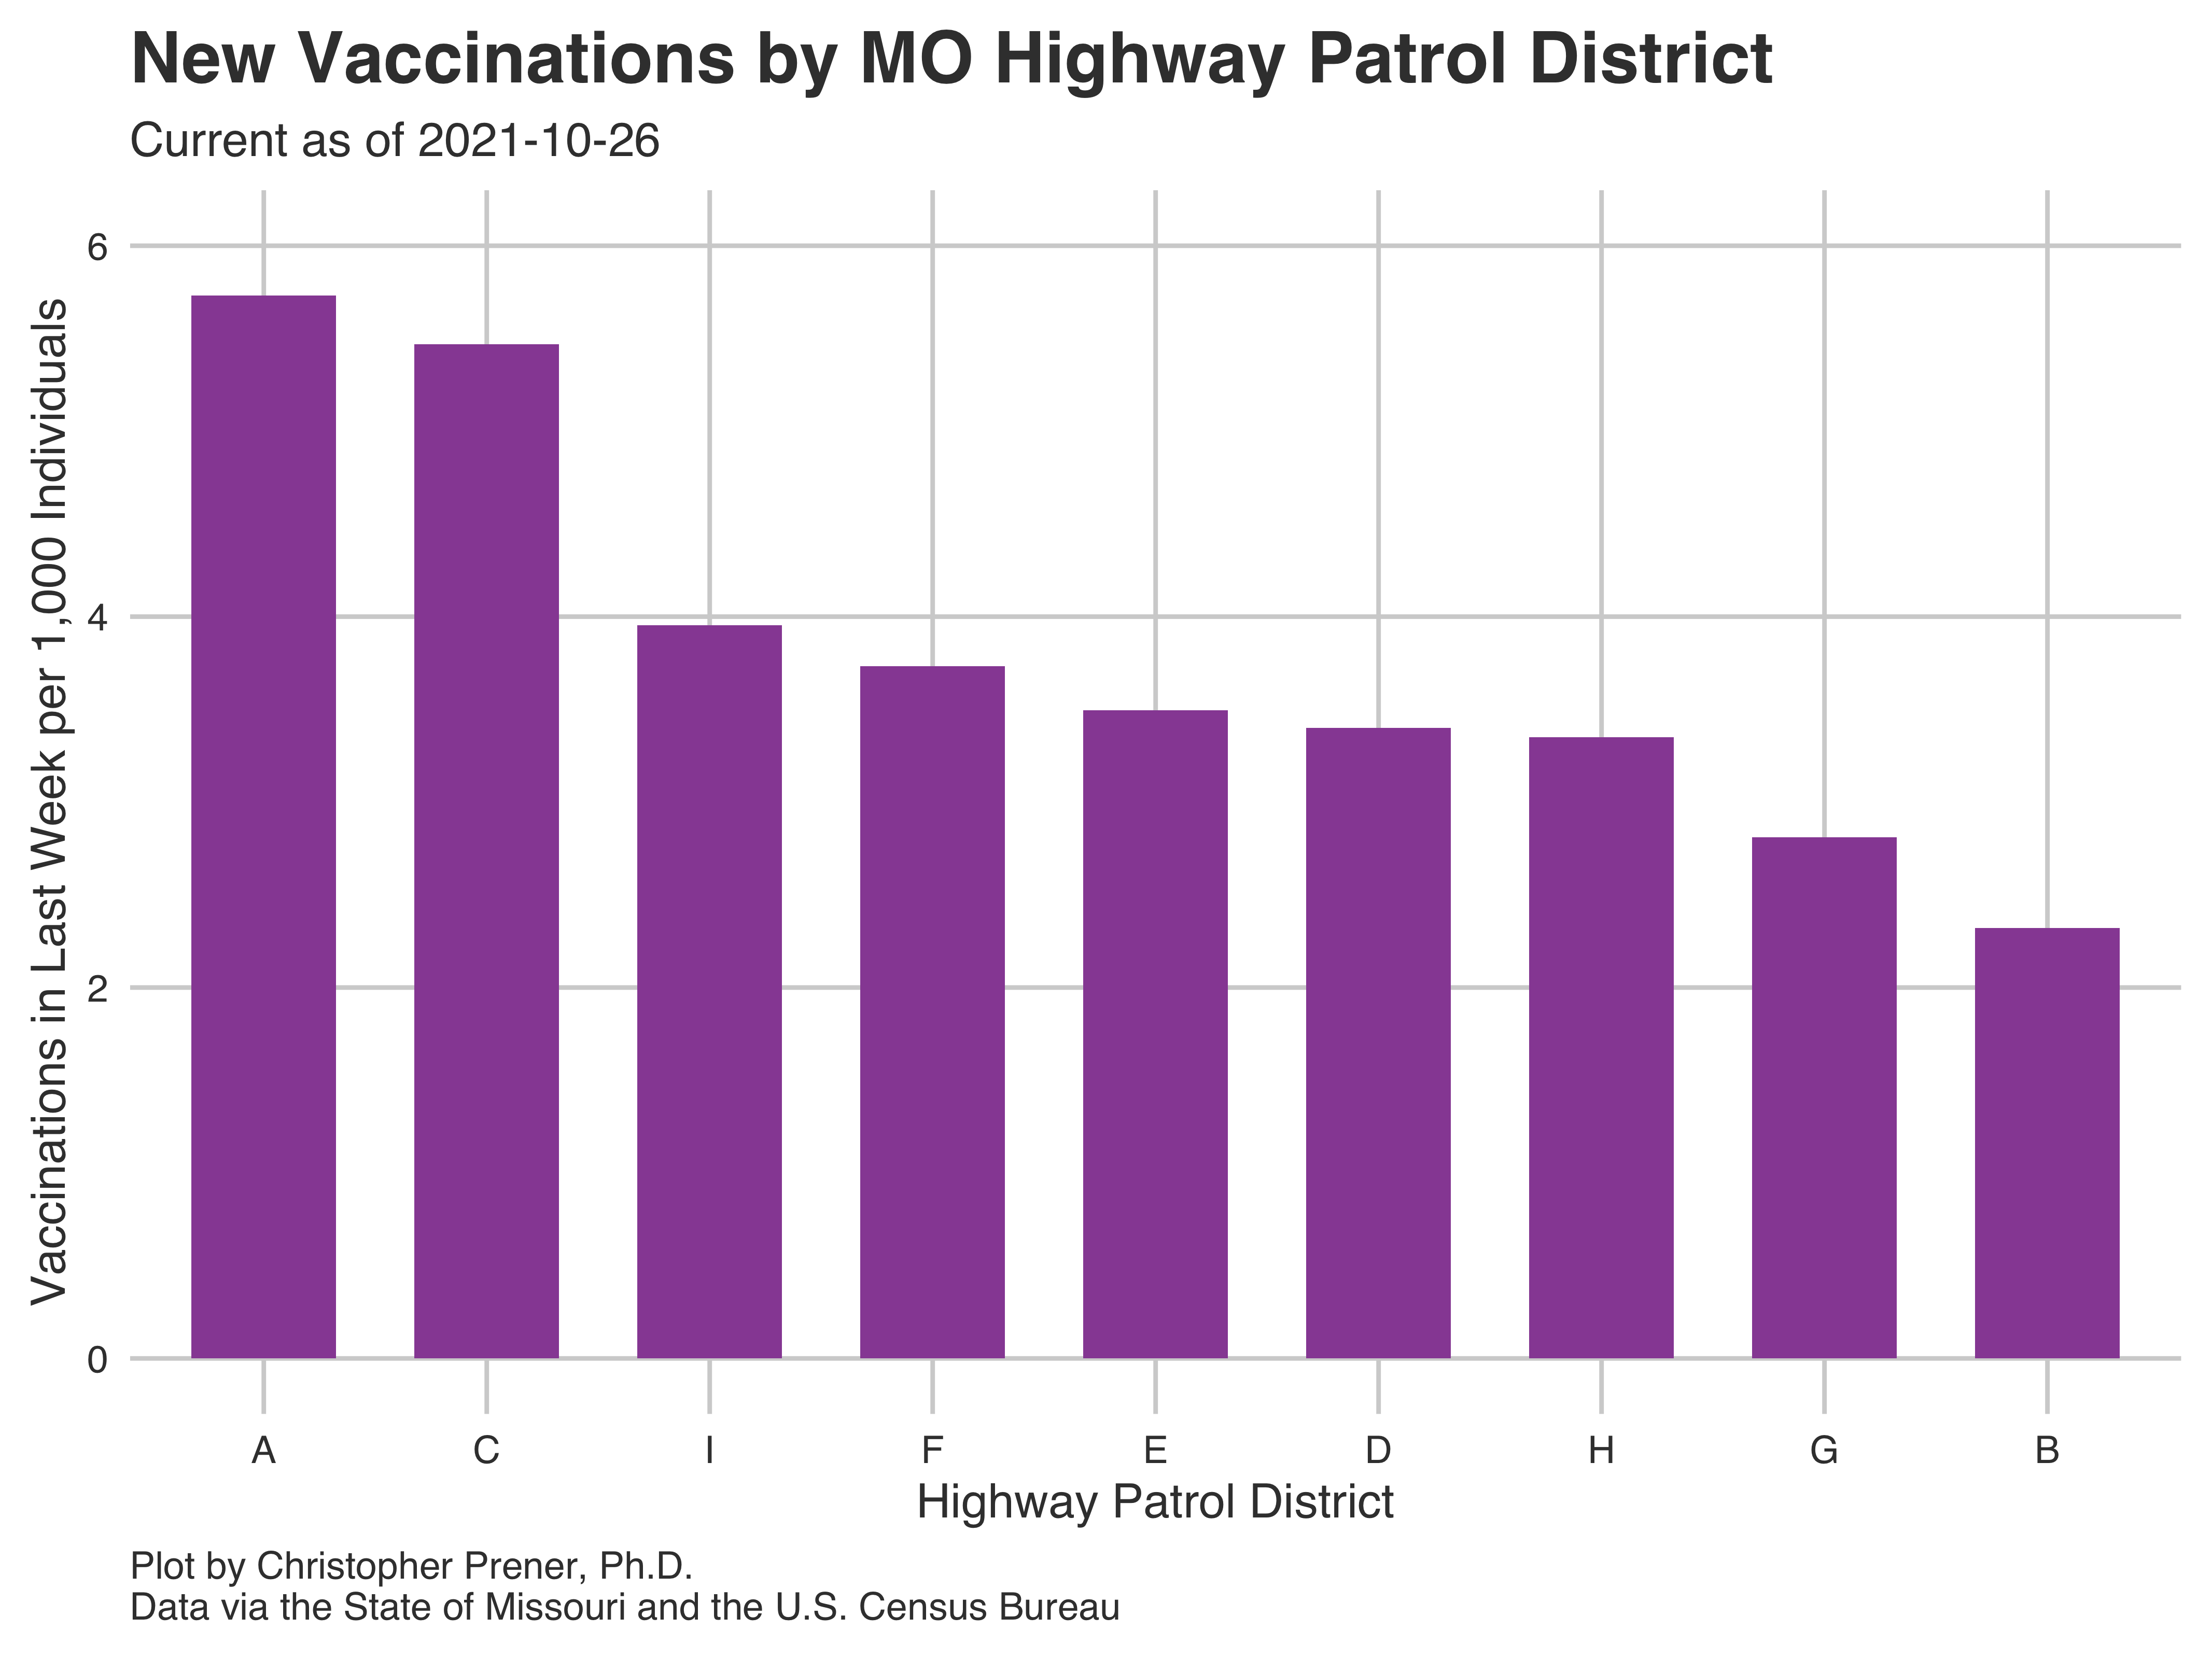 New Vaccinations by MO Highway Patrol District
Current as of 2021-10-26
Vaccinations in Last Week per 1,000 Individuals
6
4
2
0
A C I F E D H G B
Highway Patrol District
Plot by Christopher Prener, Ph.D.
Data via the State of Missouri and the U.S. Census Bureau